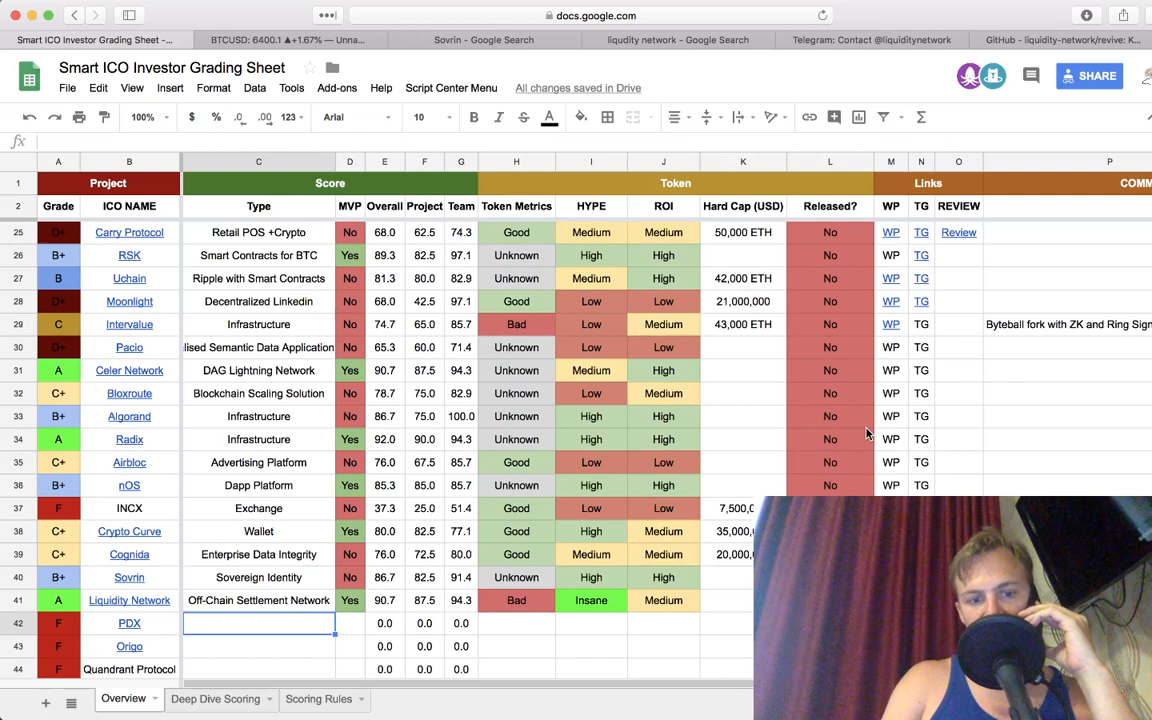 docs.google.com
Smart ICO Investor Grading Sheet -...
BTCUSD: 6400.1 ▲+1.67% — Unna...
Sovrin - Google Search
liqudity network - Google Search
Telegram: Contact @liquiditynetwork
GitHub - liquidity-network/revive: K...
Smart ICO Investor Grading Sheet
File Edit View Insert Format Data Tools Add-ons Help Script Center Menu All changes saved in Drive
SHARE
100% $ % .0 .00 123 Arial 10 B I S A
fx
A B C D E F G H I J K L M N O P
1 Project Score Token Links COMM
2 Grade ICO NAME Type MVP Overall Project Team Token Metrics HYPE ROI Hard Cap (USD) Released? WP TG REVIEW
25 D+ Carry Protocol Retail POS +Crypto No 68.0 62.5 74.3 Good Medium Medium 50,000 ETH No WP TG Review
26 B+ RSK Smart Contracts for BTC Yes 89.3 82.5 97.1 Unknown High High No WP TG
27 B Uchain Ripple with Smart Contracts No 81.3 80.0 82.9 Unknown Medium High 42,000 ETH No WP TG
28 D+ Moonlight Decentralized Linkedin No 68.0 42.5 97.1 Good Low Low 21,000,000 No WP TG
29 C Intervalue Infrastructure No 74.7 65.0 85.7 Bad Low Medium 43,000 ETH No WP TG Byteball fork with ZK and Ring Sign
30 D+ Pacio lised Semantic Data Application No 65.3 60.0 71.4 Unknown Low Low No WP TG
31 A Celer Network DAG Lightning Network Yes 90.7 87.5 94.3 Unknown Medium High No WP TG
32 C+ Bloxroute Blockchain Scaling Solution No 78.7 75.0 82.9 Unknown Low Medium No WP TG
33 B+ Algorand Infrastructure No 86.7 75.0 100.0 Unknown High High No WP TG
34 A Radix Infrastructure Yes 92.0 90.0 94.3 Unknown High High No WP TG
35 C+ Airbloc Advertising Platform No 76.0 67.5 85.7 Good Low Low No WP TG
36 B+ nOS Dapp Platform Yes 85.3 85.0 85.7 Unknown High High No WP TG
37 F INCX Exchange No 37.3 25.0 51.4 Good Low Low 7,500,
38 C+ Crypto Curve Wallet Yes 80.0 82.5 77.1 Good High Medium 35,000,
39 C+ Cognida Enterprise Data Integrity No 76.0 72.5 80.0 Good Medium Medium 20,000,
40 B+ Sovrin Sovereign Identity No 86.7 82.5 91.4 Unknown High High
41 A Liquidity Network Off-Chain Settlement Network Yes 90.7 87.5 94.3 Bad Insane Medium
42 F PDX 0.0 0.0 0.0
43 F Origo 0.0 0.0 0.0
44 F Quandrant Protocol 0.0 0.0 0.0
Overview Deep Dive Scoring Scoring Rules